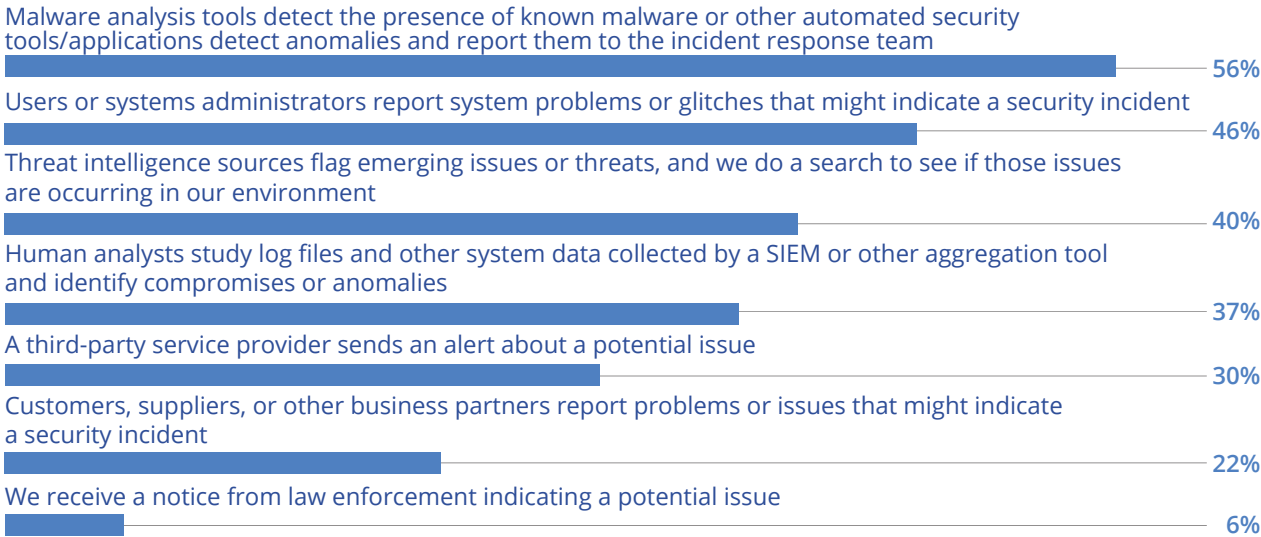 Malware analysis tools detect the presence of known malware or other automated security
tools/applications detect anomalies and report them to the incident response team
56%
Users or systems administrators report system problems or glitches that might indicate a security incident
46%
Threat intelligence sources flag emerging issues or threats, and we do a search to see if those issues
are occurring in our environment
40%
Human analysts study log files and other system data collected by a SIEM or other aggregation tool
and identify compromises or anomalies
37%
A third-party service provider sends an alert about a potential issue
30%
Customers, suppliers, or other business partners report problems or issues that might indicate
a security incident
22%
We receive a notice from law enforcement indicating a potential issue
6%